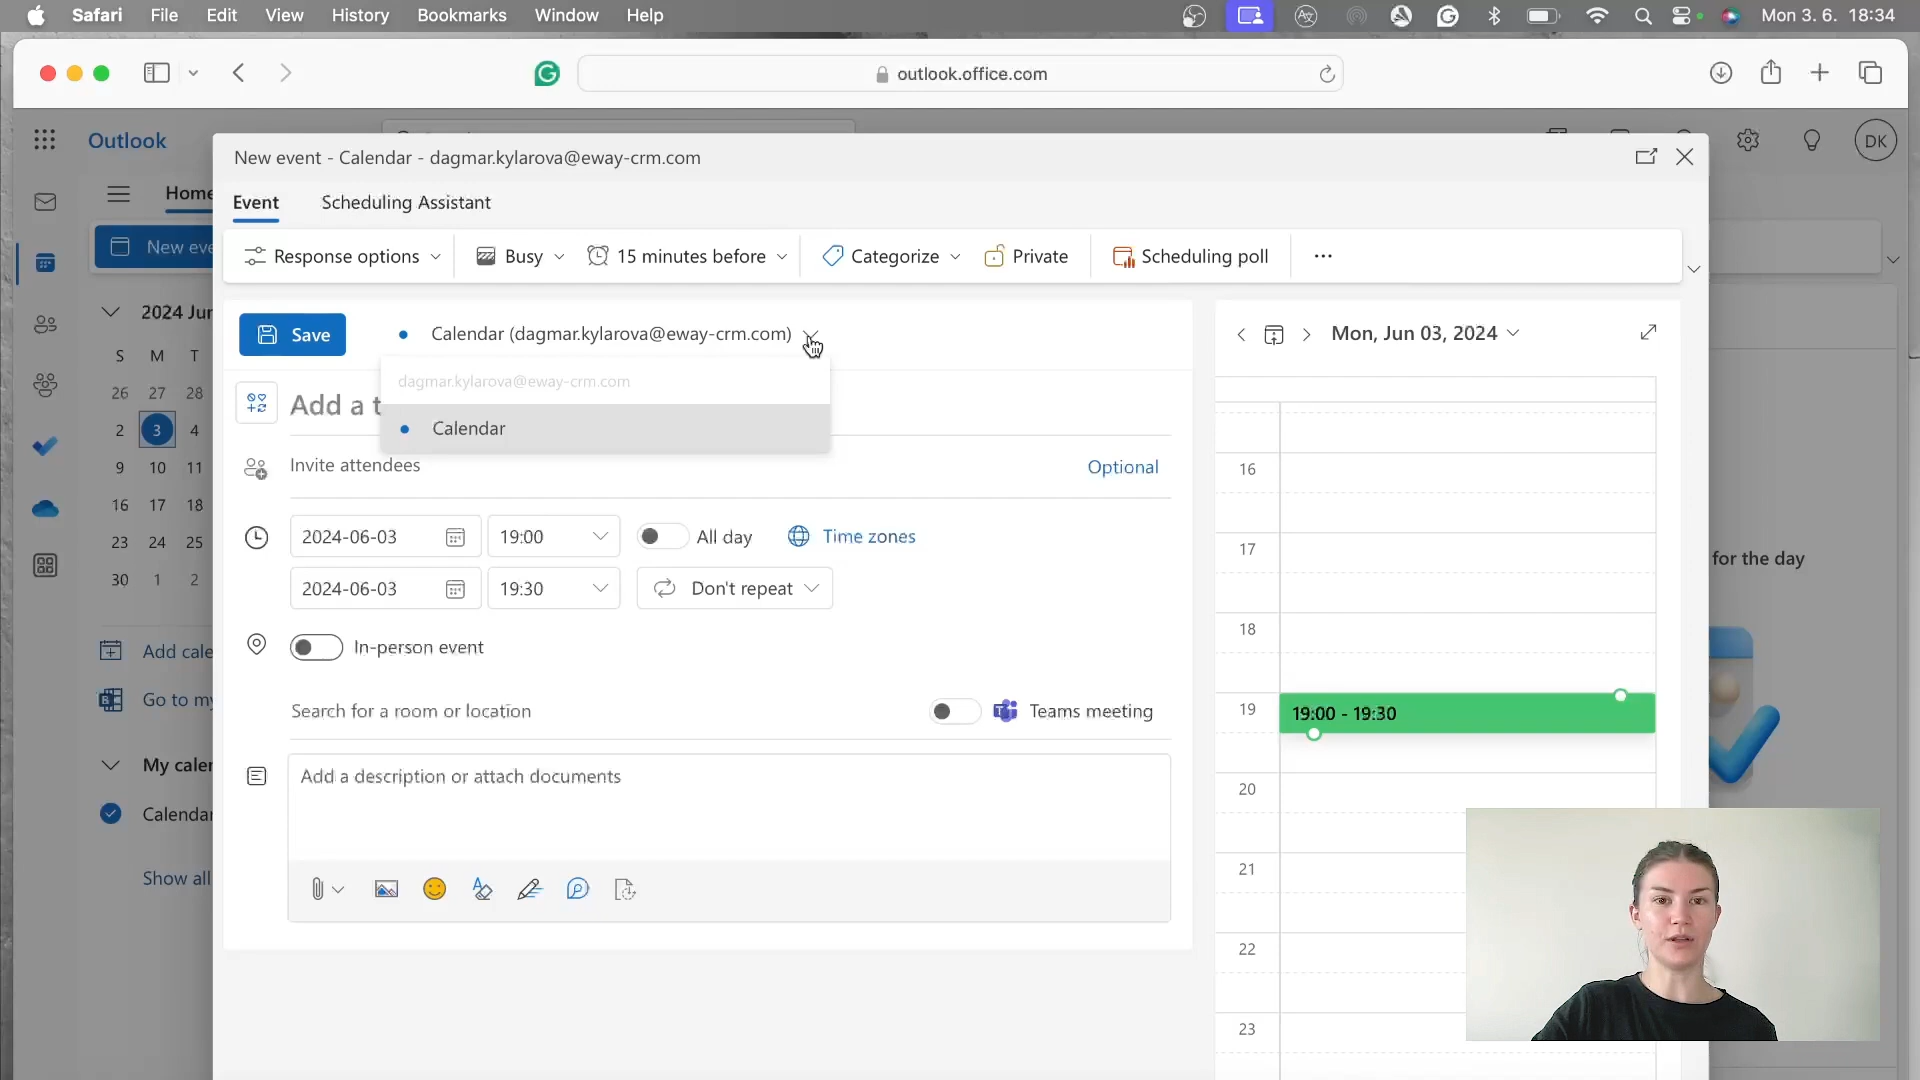 Safari File Edit View History Bookmarks Window Help Mon 3. 6. 18:34
outlook.office.com
Outlook
DK
New event - Calendar - dagmar.kylarova@eway-crm.com
Home
Event Scheduling Assistant
New eve
Response options Busy 15 minutes before Categorize Private Scheduling poll
2024 Jun
Save
Calendar (dagmar.kylarova@eway-crm.com)
Mon, Jun 03, 2024
S M T
26 27 28
2 3 4
9 10 11
16 17 18
23 24 25
30 1 2
dagmar.kylarova@eway-crm.com
Add a t
Calendar
Invite attendees Optional
2024-06-03 19:00 All day Time zones
2024-06-03 19:30 Don't repeat
In-person event
Search for a room or location Teams meeting
Add a description or attach documents
Add cale
Go to my
My calen
Calendar
Show all
16
17
18
19 19:00 - 19:30
20
21
22
23
for the day